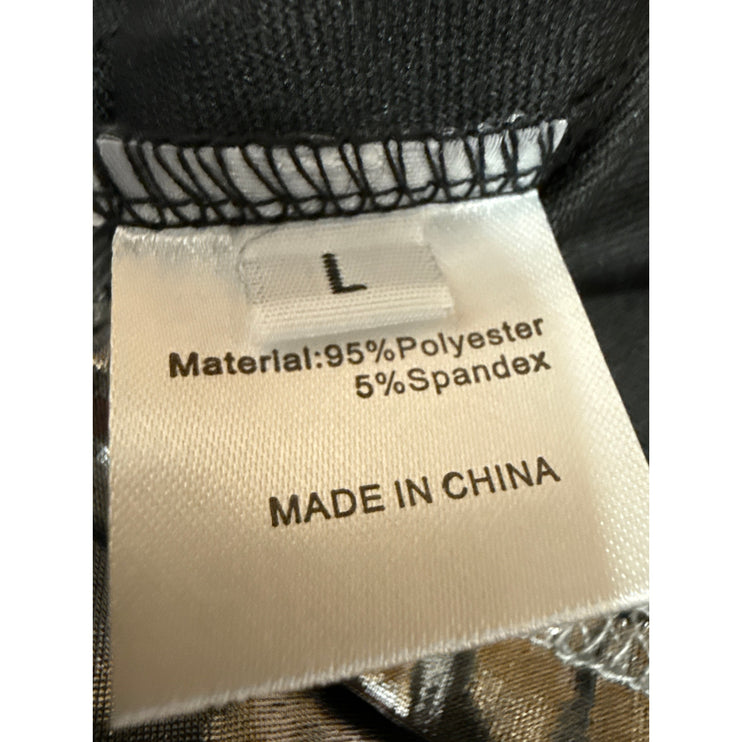 L
Material:95%Polyester
5%Spandex
MADE IN CHINA